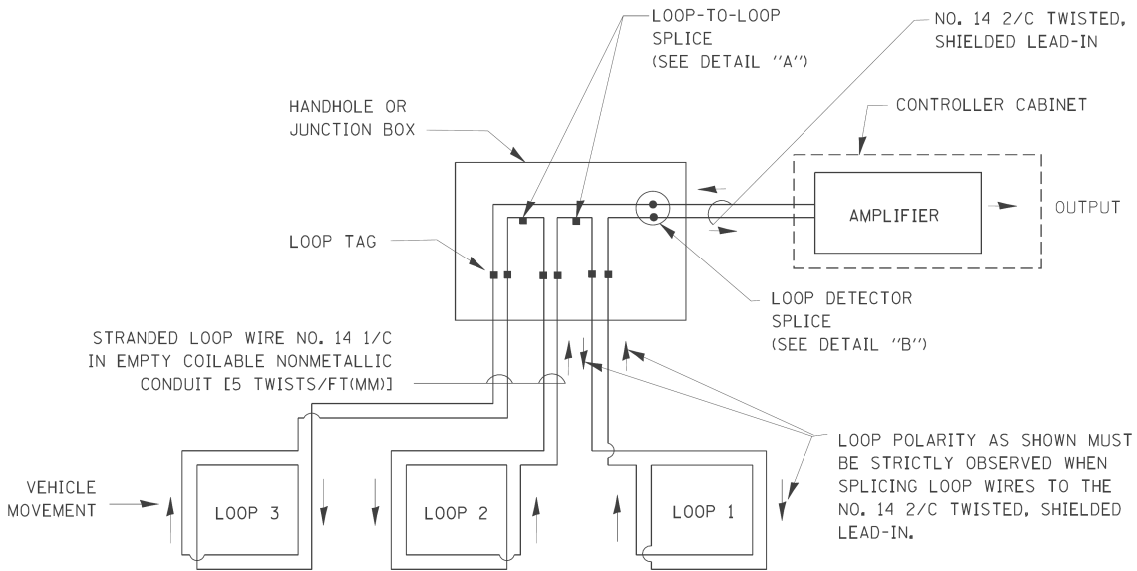 LOOP-TO-LOOP
SPLICE
(SEE DETAIL "A")
NO. 14 2/C TWISTED,
SHIELDED LEAD-IN
HANDHOLE OR
JUNCTION BOX
CONTROLLER CABINET
AMPLIFIER
OUTPUT
LOOP TAG
LOOP DETECTOR
SPLICE
(SEE DETAIL "B")
STRANDED LOOP WIRE NO. 14 1/C
IN EMPTY COILABLE NONMETALLIC
CONDUIT [5 TWISTS/FT(MM)]
LOOP POLARITY AS SHOWN MUST
BE STRICTLY OBSERVED WHEN
SPLICING LOOP WIRES TO THE
NO. 14 2/C TWISTED, SHIELDED
LEAD-IN.
VEHICLE
MOVEMENT
LOOP 3
LOOP 2
LOOP 1